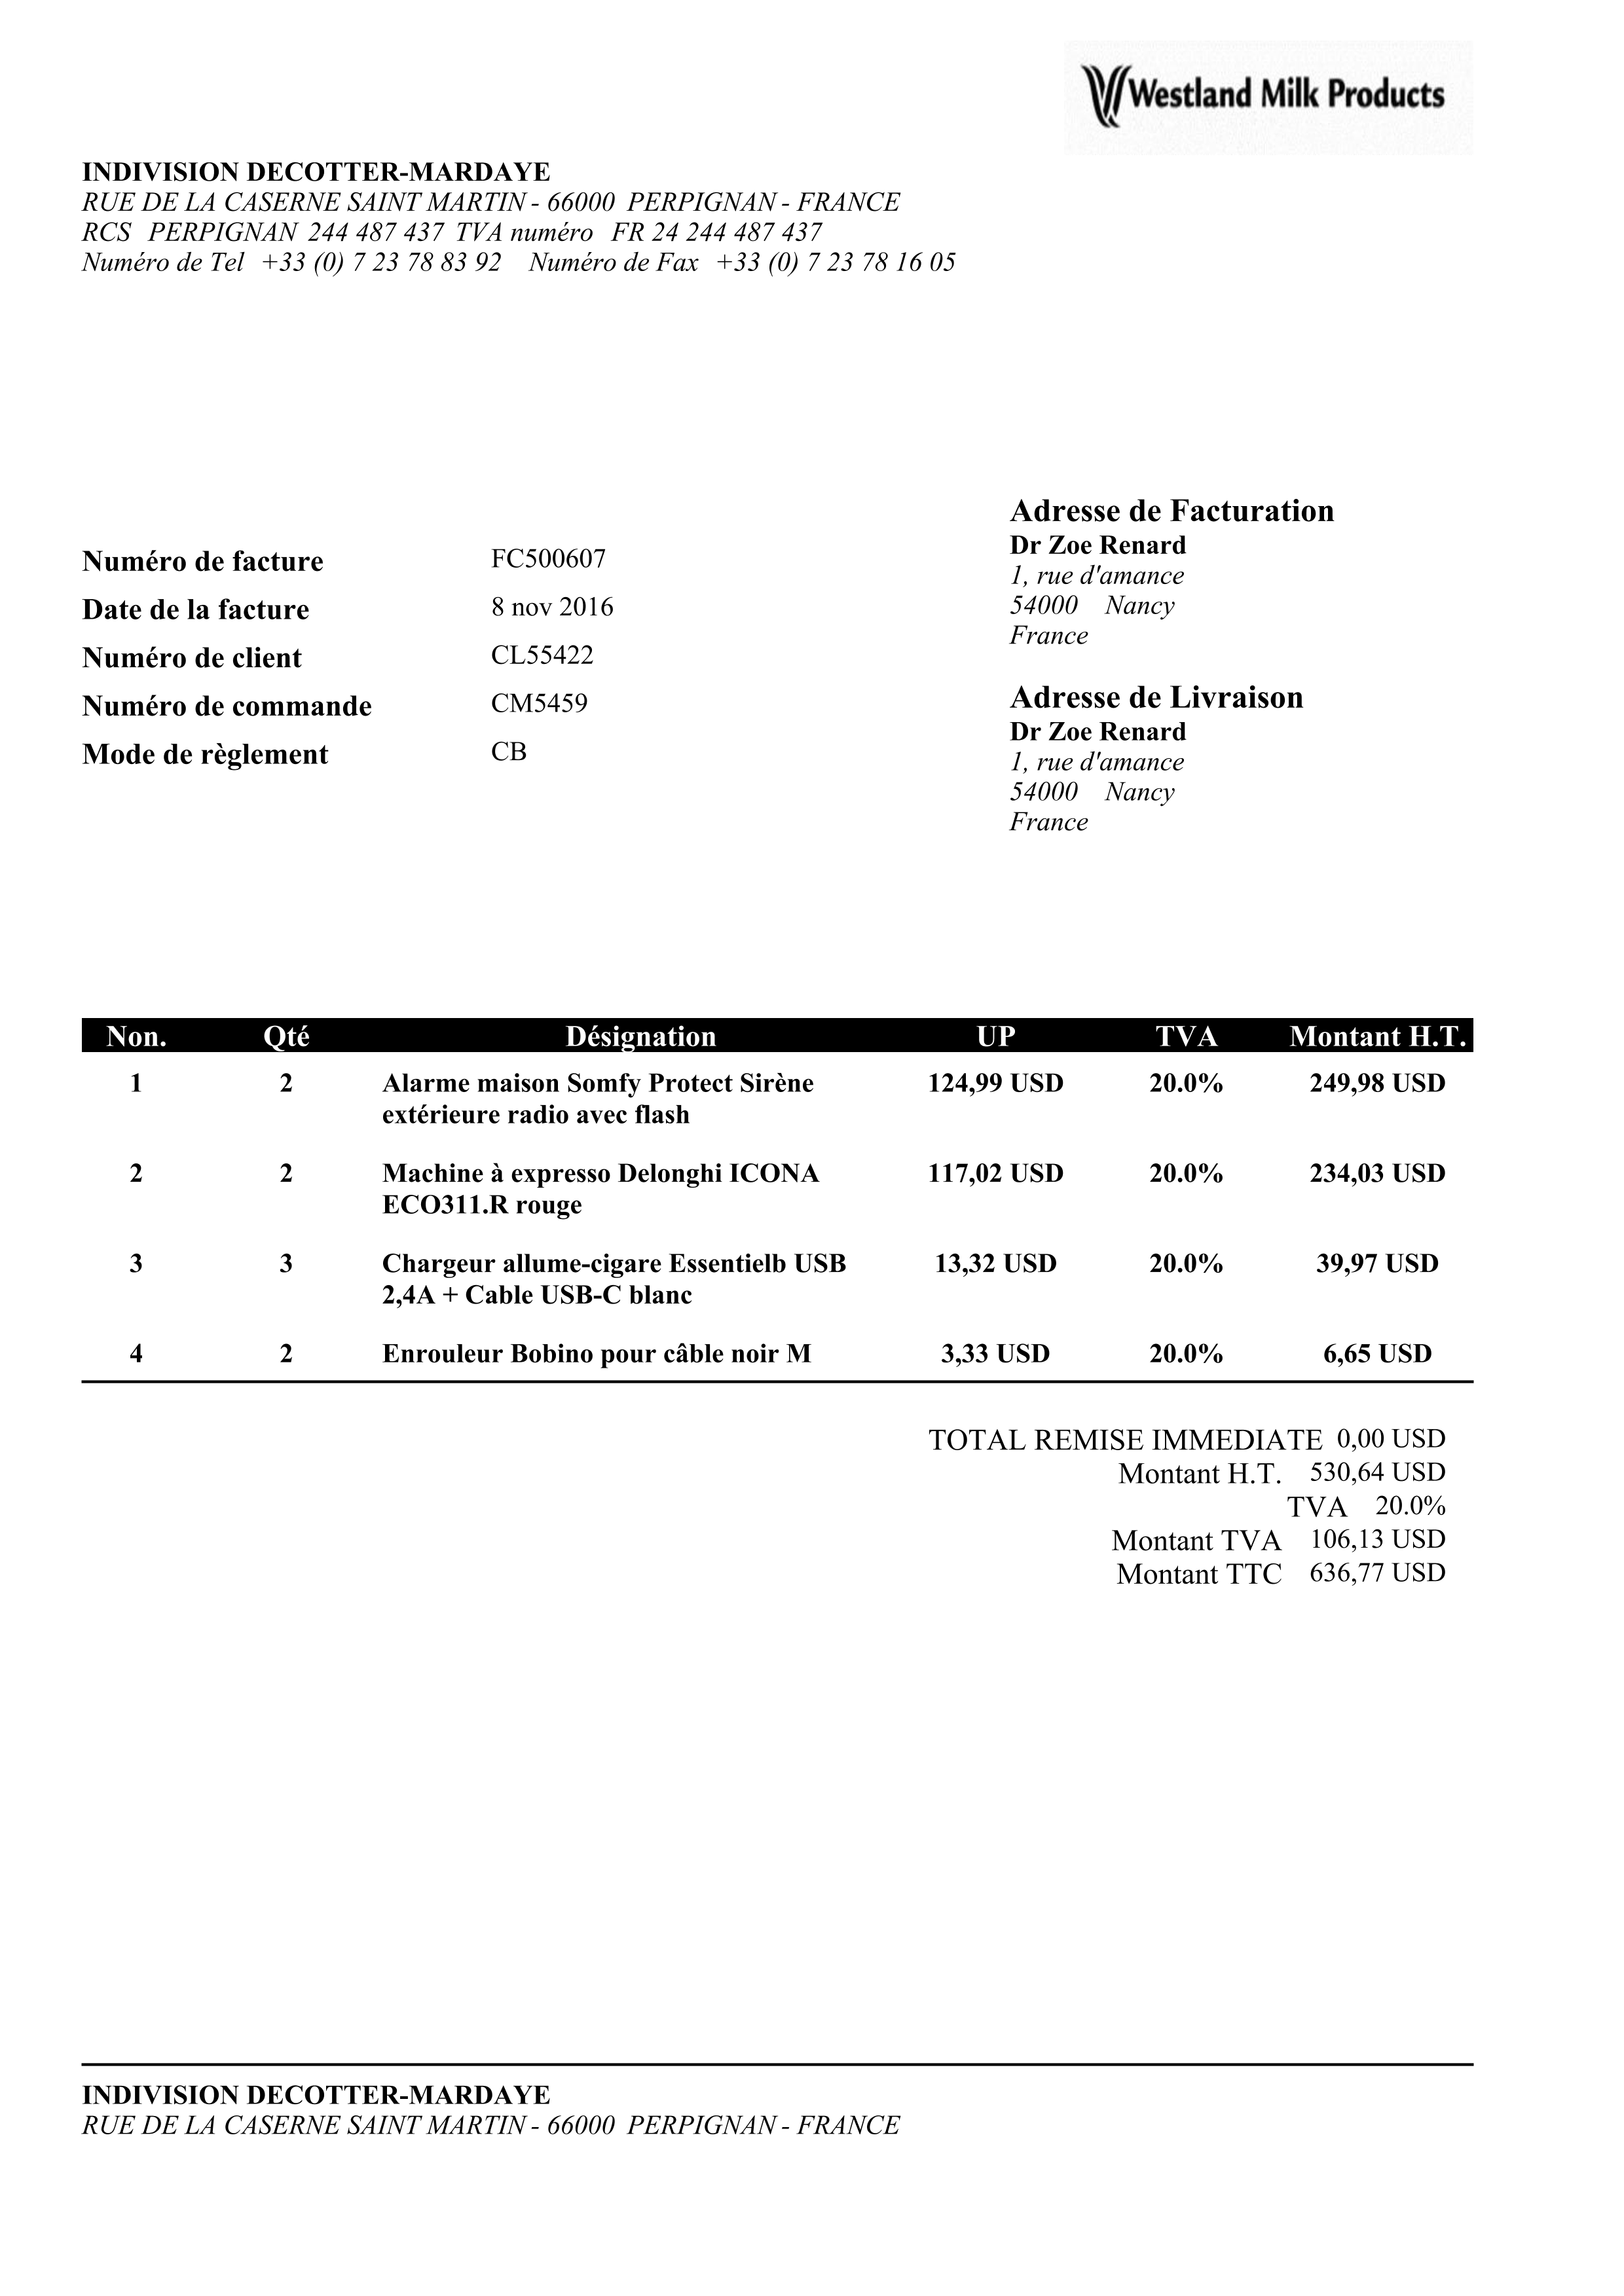 Westland Milk Products
INDIVISION DECOTTER-MARDAYE
RUE DE LA CASERNE SAINT MARTIN - 66000 PERPIGNAN - FRANCE
RCS PERPIGNAN 244 487 437 TVA numéro FR 24 244 487 437
Numéro de Tel +33 (0) 7 23 78 83 92 Numéro de Fax +33 (0) 7 23 78 16 05
Numéro de facture FC500607
Date de la facture 8 nov 2016
Numéro de client CL55422
Numéro de commande CM5459
Mode de règlement CB
Adresse de Facturation
Dr Zoe Renard
1, rue d'amance
54000 Nancy
France
Adresse de Livraison
Dr Zoe Renard
1, rue d'amance
54000 Nancy
France
Non. Qté Désignation UP TVA Montant H.T.
1 2 Alarme maison Somfy Protect Sirène 124,99 USD 20.0% 249,98 USD
extérieure radio avec flash
2 2 Machine à expresso Delonghi ICONA 117,02 USD 20.0% 234,03 USD
ECO311.R rouge
3 3 Chargeur allume-cigare Essentielb USB 13,32 USD 20.0% 39,97 USD
2,4A + Cable USB-C blanc
4 2 Enrouleur Bobino pour câble noir M 3,33 USD 20.0% 6,65 USD
TOTAL REMISE IMMEDIATE 0,00 USD
Montant H.T. 530,64 USD
TVA 20.0%
Montant TVA 106,13 USD
Montant TTC 636,77 USD
INDIVISION DECOTTER-MARDAYE
RUE DE LA CASERNE SAINT MARTIN - 66000 PERPIGNAN - FRANCE